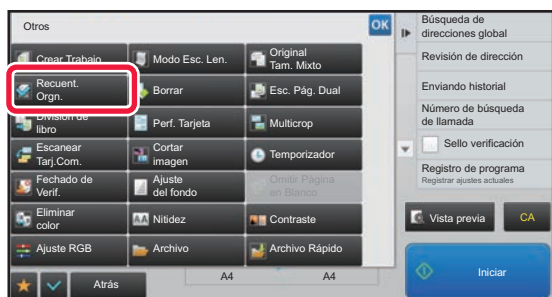 Otros
OK
Crear Trabajo
Modo Esc. Len.
Original
Tam. Mixto
Recuent.
Orgn.
Borrar
Esc. Pág. Dual
División de
libro
Perf. Tarjeta
Multicrop
Escanear
Tarj.Com.
Cortar
imagen
Temporizador
Fechado de
Verif.
Ajuste
del fondo
Omitir Página
en Blanco
Eliminar
color
AA Nitidez
Contraste
Ajuste RGB
Archivo
Archivo Rápido
Atrás
A4
A4
Búsqueda de
direcciones global
Revisión de dirección
Enviando historial
Número de búsqueda
de llamada
Sello verificación
Registro de programa
Registrar ajustes actuales
Vista previa
CA
Iniciar